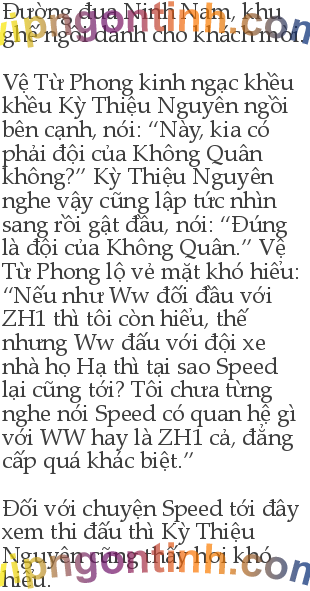 Đường đua Ninh Nam, khu
ghế ngồi dành cho khách mời.
Vệ Từ Phong kinh ngạc khều
khều Kỳ Thiệu Nguyên ngồi
bên cạnh, nói: “Này, kia có
phải đội của Không Quân
không?” Kỳ Thiệu Nguyên
nghe vậy cũng lập tức nhìn
sang rồi gật đầu, nói: “Đúng
là đội của Không Quân.” Vệ
Từ Phong lộ vẻ mặt khó hiểu:
“Nếu như Ww đối đầu với
ZH1 thì tôi còn hiểu, thế
nhưng Ww đấu với đội xe
nhà họ Hạ thì tại sao Speed
lại cũng tới? Tôi chưa từng
nghe nói Speed có quan hệ gì
với WW hay là ZH1 cả, đẳng
cấp quá khác biệt.”
Đối với chuyện Speed tới đây
xem thi đấu thì Kỳ Thiệu
Nguyên cũng thấy hơi khó
hiểu.
vipngontinh.com
vipngontinh.com